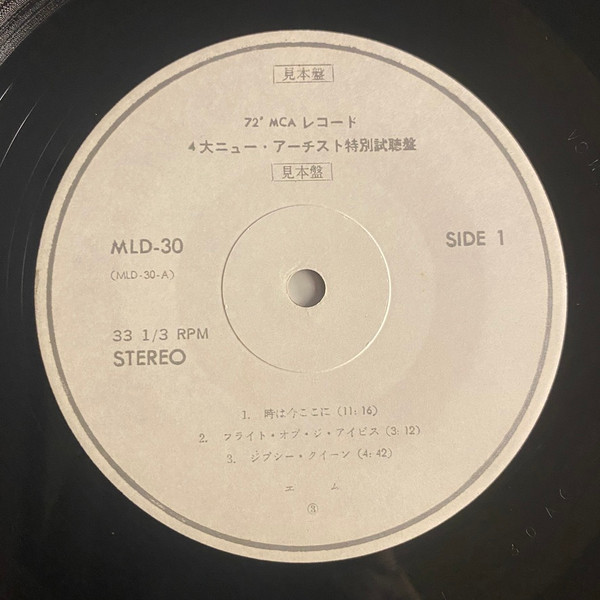 見本盤
72' MCA レコード
4大ニュー・アーチスト特別試聴盤
見本盤
MLD-30
SIDE 1
(MLD-30-A)
33 1/3 RPM
STEREO
1. 時は今ここに (11:16)
2. フライト・オブ・ジ・アイビス (3:12)
3. ジプシー・クイーン (4:42)
エ ム
③